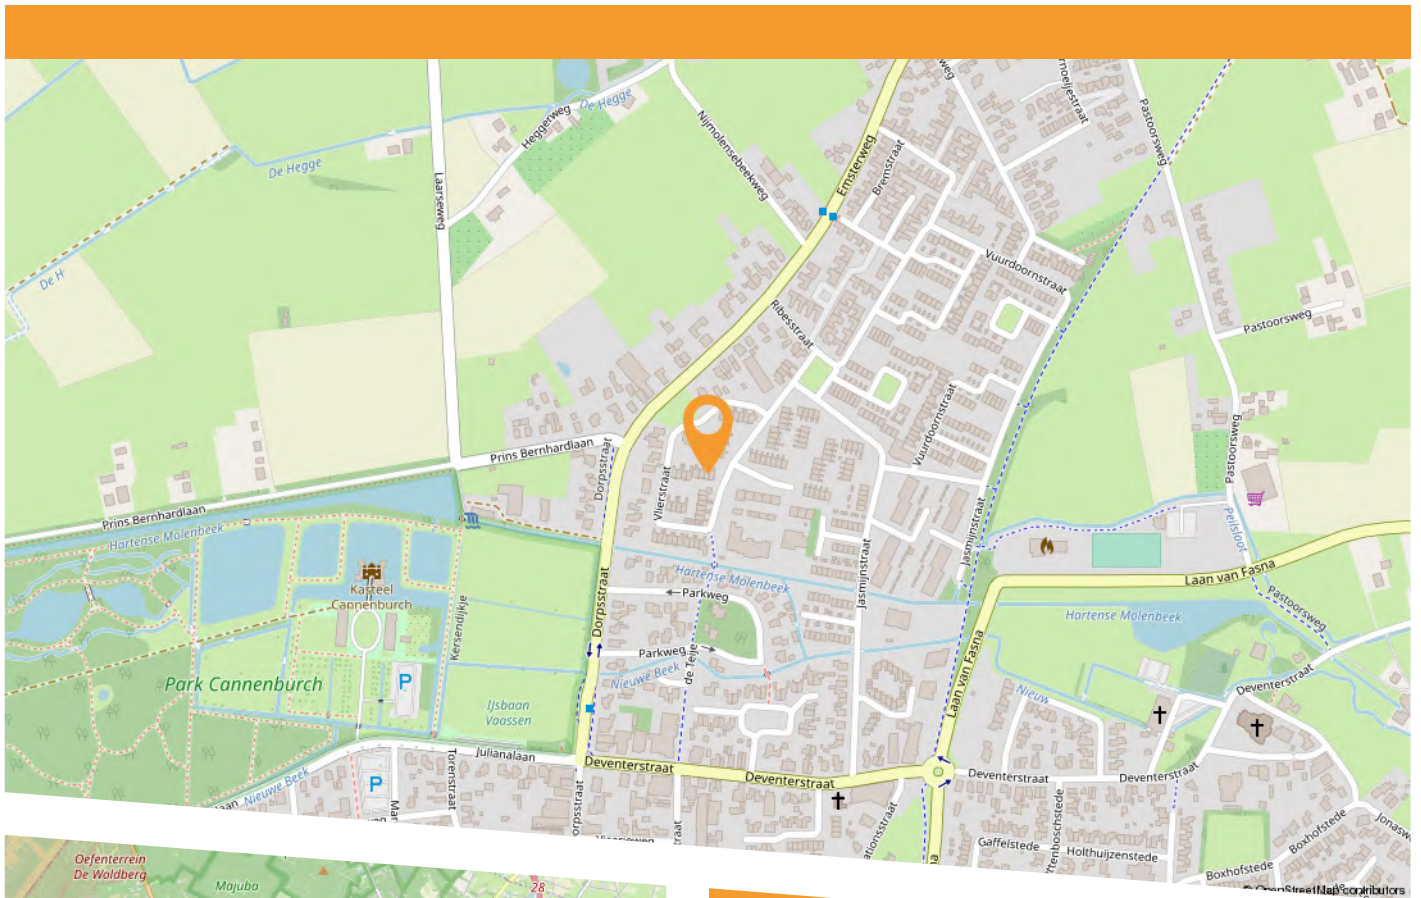 De Hegge
Heggerweg
De Hegge
Laarseweg
De H
Nijmolensebeekweg
Emsterweg
Bremstraat
Pastoorsweg
Vuurdoornstraat
Ribesstraat
Pastoorsweg
Vuurdoornstraat
Pastoorsweg
Prins Bernhardlaan
Dorpsstraat
Vlierstraat
Prins Bernhardlaan
Hartense Molenbeek
Kasteel
Cannenburch
Kersendijkje
Dorpsstraat
Hartense Molenbeek
Jasmijnstraat
Jasmijnstraat
Peilsloot
Laan van Fasna
Pastoorsweg
Hartense Molenbeek
Parkweg
Parkweg
de Teije
Nieuwe Beek
Laan van Fasna
Nieuw
Deventerstraat
Park Cannenburch
P
IJsbaan
Vaassen
Julianalaan
Deventerstraat
Deventerstraat
Deventerstraat
Deventerstraat
Nieuwe Beek
P
Torenstraat
Gaffelstede
Holthuijzenstede
Boxhofstede
Boxhofstede
© OpenStreetMap contributors
Oefenterrein
De Woldberg
Majuba
28